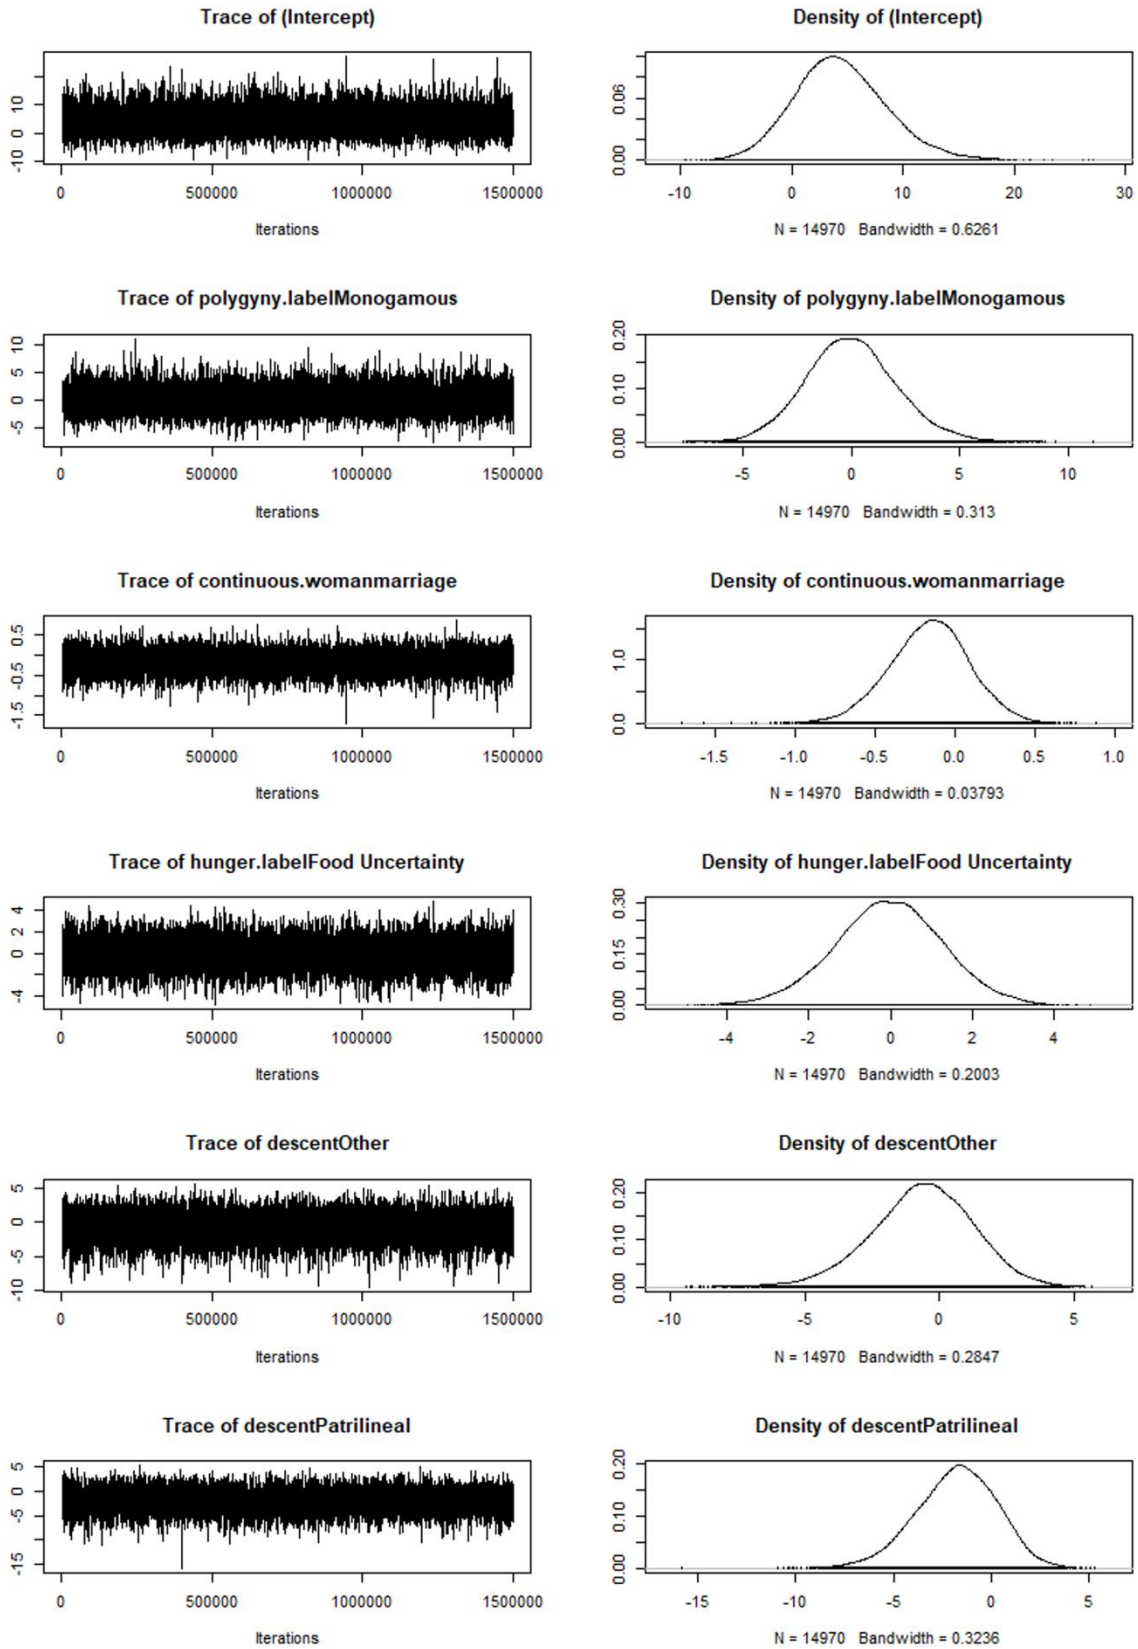 Trace of (Intercept)
Density of (Intercept)
10
0
-10
0 500000 1000000 1500000
Iterations
0.06
0.00
-10 0 10 20 30
N = 14970 Bandwidth = 0.6261
Trace of polygyny.labelMonogamous
Density of polygyny.labelMonogamous
10
5
0
-5
0 500000 1000000 1500000
Iterations
0.20
0.10
0.00
-5 0 5 10
N = 14970 Bandwidth = 0.313
Trace of continuous.womanmarriage
Density of continuous.womanmarriage
0.5
-0.5
-1.5
0 500000 1000000 1500000
Iterations
1.0
0.0
-1.5 -1.0 -0.5 0.0 0.5 1.0
N = 14970 Bandwidth = 0.03793
Trace of hunger.labelFood Uncertainty
Density of hunger.labelFood Uncertainty
4
2
0
-4
0 500000 1000000 1500000
Iterations
0.30
0.15
0.00
-4 -2 0 2 4
N = 14970 Bandwidth = 0.2003
Trace of descentOther
Density of descentOther
5
0
-5
-10
0 500000 1000000 1500000
Iterations
0.20
0.10
0.00
-10 -5 0 5
N = 14970 Bandwidth = 0.2847
Trace of descentPatrilineal
Density of descentPatrilineal
5
0
-5
-15
0 500000 1000000 1500000
Iterations
0.20
0.10
0.00
-15 -10 -5 0 5
N = 14970 Bandwidth = 0.3236